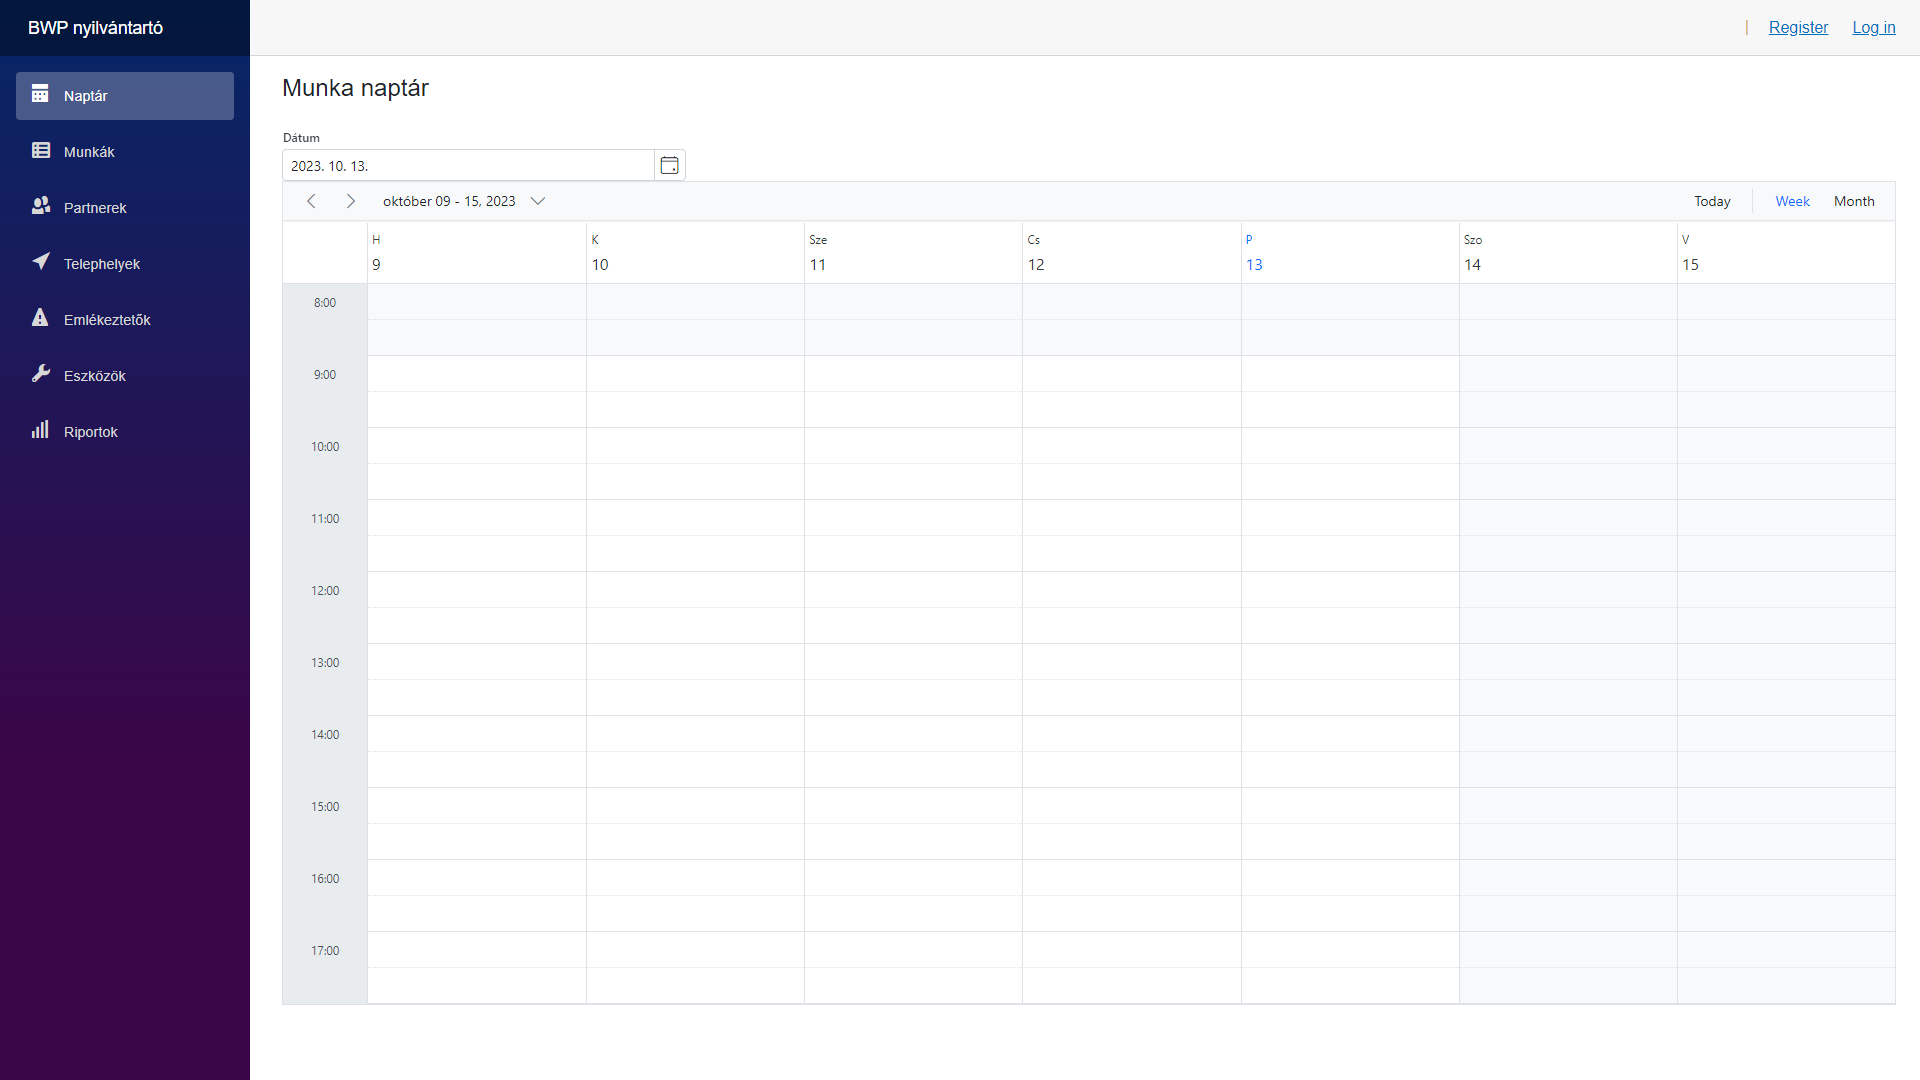 BWP nyilvántartó
Register
Log in
Naptár
Munkák
Partnerek
Telephelyek
Emlékeztetők
Eszközök
Riportok
Munka naptár
Dátum
2023. 10. 13.
október 09 - 15, 2023
Today
Week
Month
H
9
K
10
Sze
11
Cs
12
P
13
Szo
14
V
15
8:00
9:00
10:00
11:00
12:00
13:00
14:00
15:00
16:00
17:00